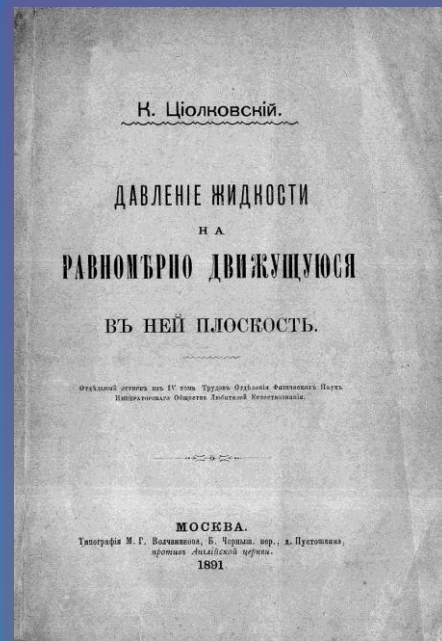 К. Ціолковскій.
ДАВЛЕНІЕ ЖИДКОСТИ
НА
РАВНОМѢРНО ДВИЖУЩУЮСЯ
ВЪ НЕЙ ПЛОСКОСТЬ.
Отдѣльный оттискъ изъ IV тома Трудовъ Отдѣленія Физическихъ Наукъ
ИМПЕРАТОРСКАГО Общества Любителей Естествознанія.
МОСКВА.
Типографія М. Г. Волчанинова, Б. Черныш. пер., д. Пустошкина,
противъ Англійской церкви.
1891